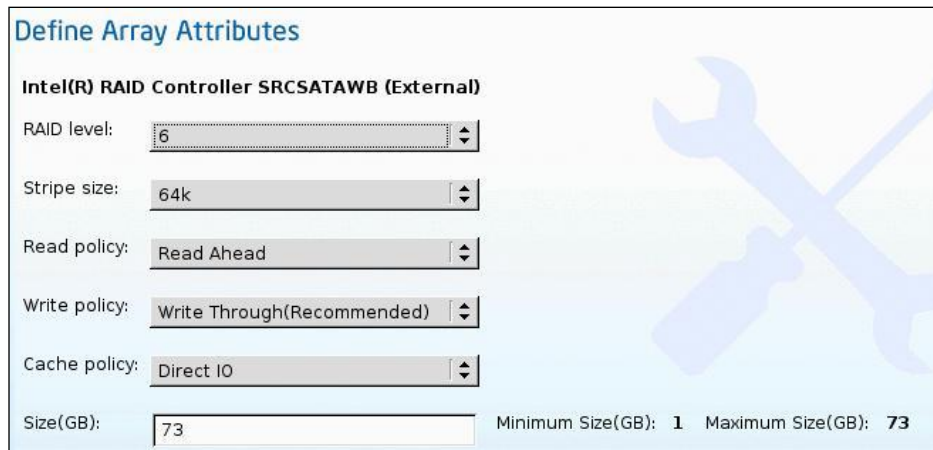 Define Array Attributes
Intel(R) RAID Controller SRCSATAWB (External)
RAID level: 6
Stripe size: 64k
Read policy: Read Ahead
Write policy: Write Through(Recommended)
Cache policy: Direct IO
Size(GB): 73 Minimum Size(GB): 1 Maximum Size(GB): 73